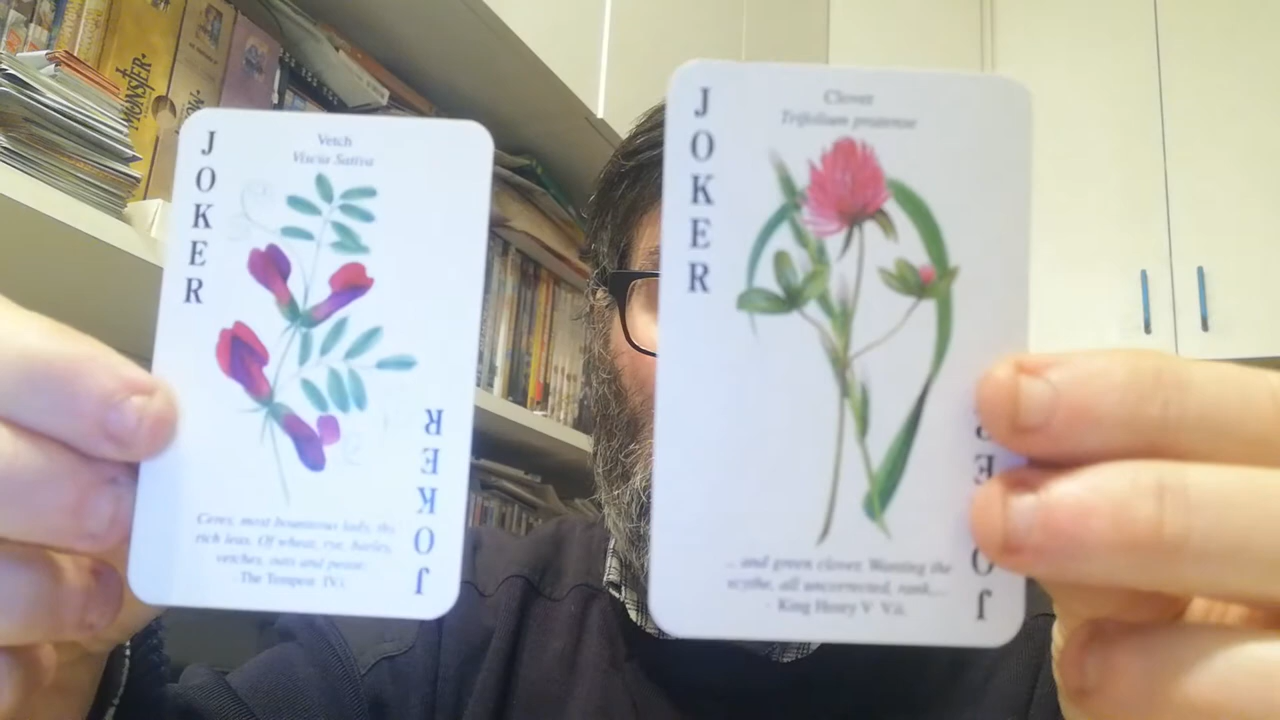 MONSTER
JOKER
Vetch
Viscia Sativa
Ceres, most bounteous lady, thy
rich leas. Of wheat, rye, barley,
vetches, oats and pease.
The Tempest IV.i.
JOKER
JOKER
Clover
Trifolium pratense
... and green clover. Wanting the
scythe, all uncorrected, rank,...
King Henry V V.ii.
JOKER